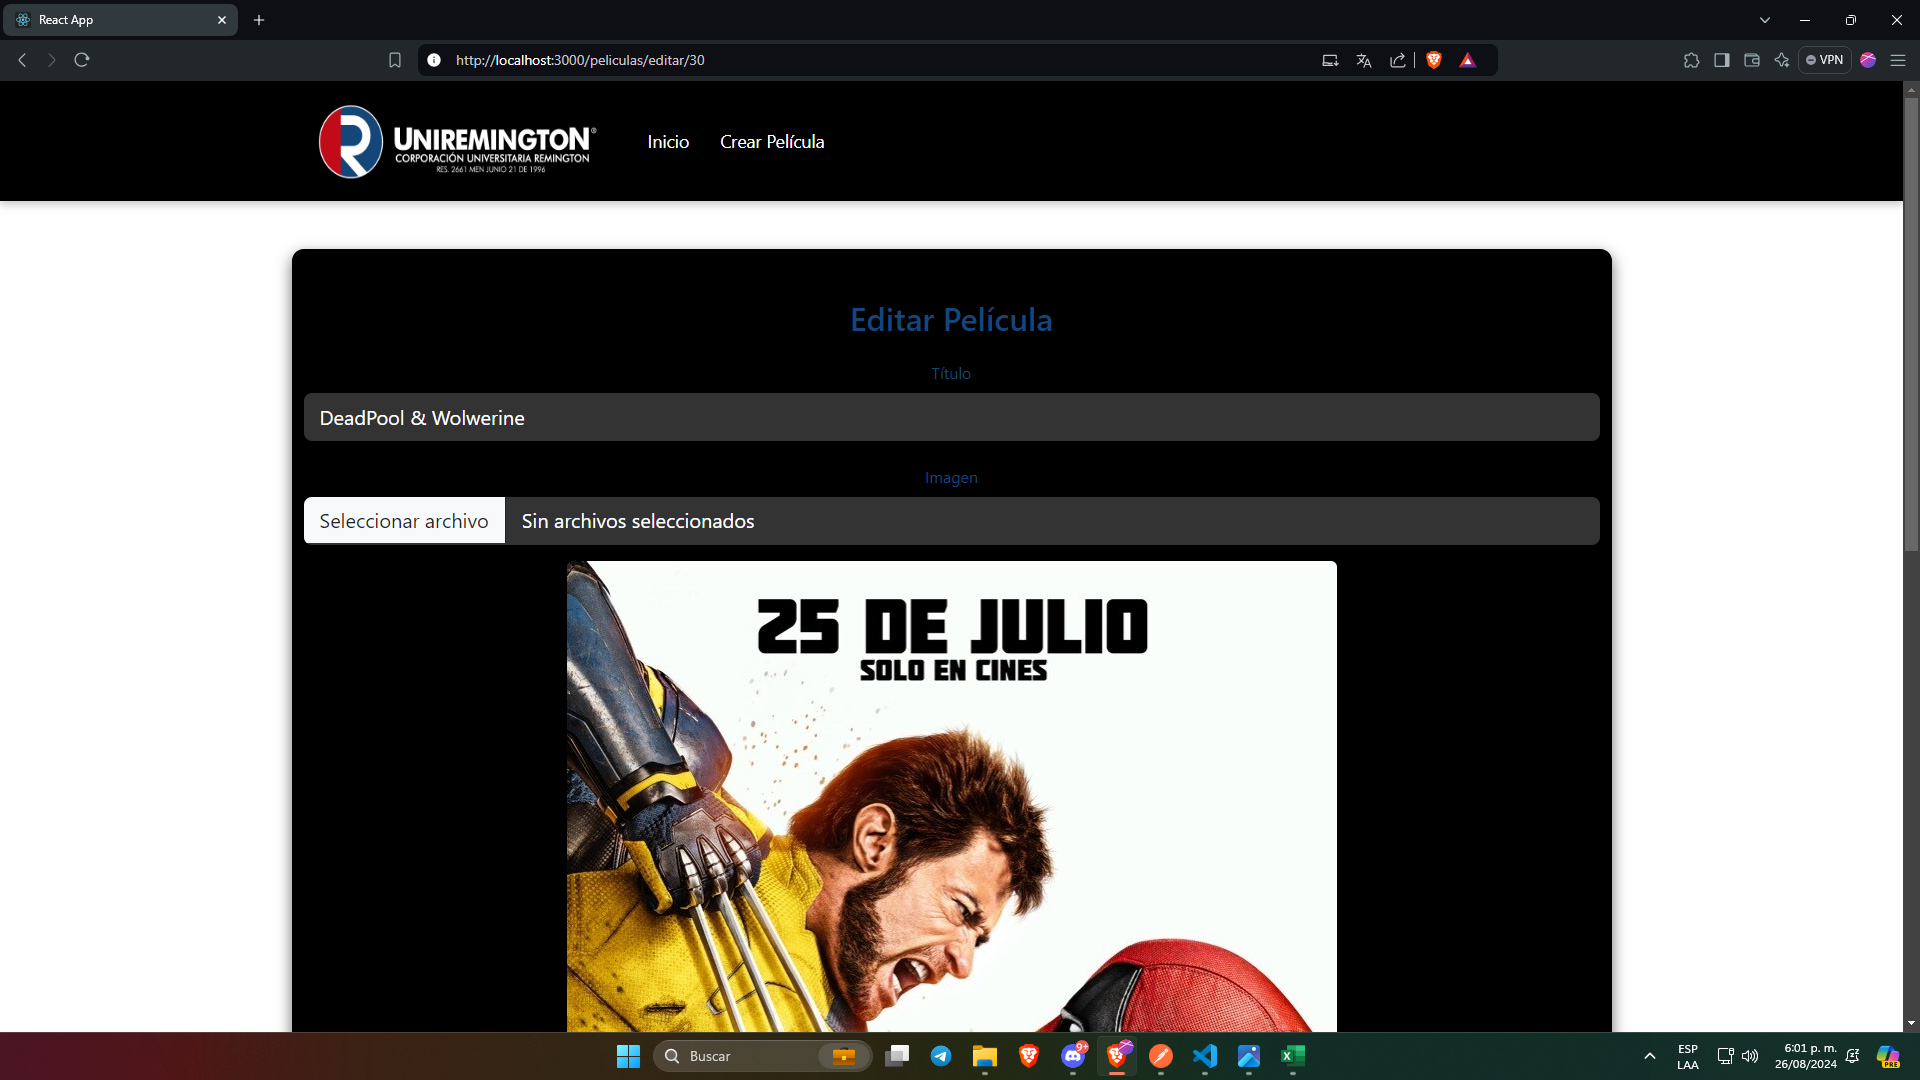 React App
http://localhost:3000/peliculas/editar/30
VPN
UNIREMINGTON®
CORPORACIÓN UNIVERSITARIA REMINGTON
RES. 2661 MEN JUNIO 21 DE 1996
Inicio
Crear Película
Editar Película
Título
DeadPool & Wolwerine
Imagen
Seleccionar archivo
Sin archivos seleccionados
25 DE JULIO
SOLO EN CINES
Buscar
9+
ESP
LAA
6:01 p. m.
26/08/2024
PRE